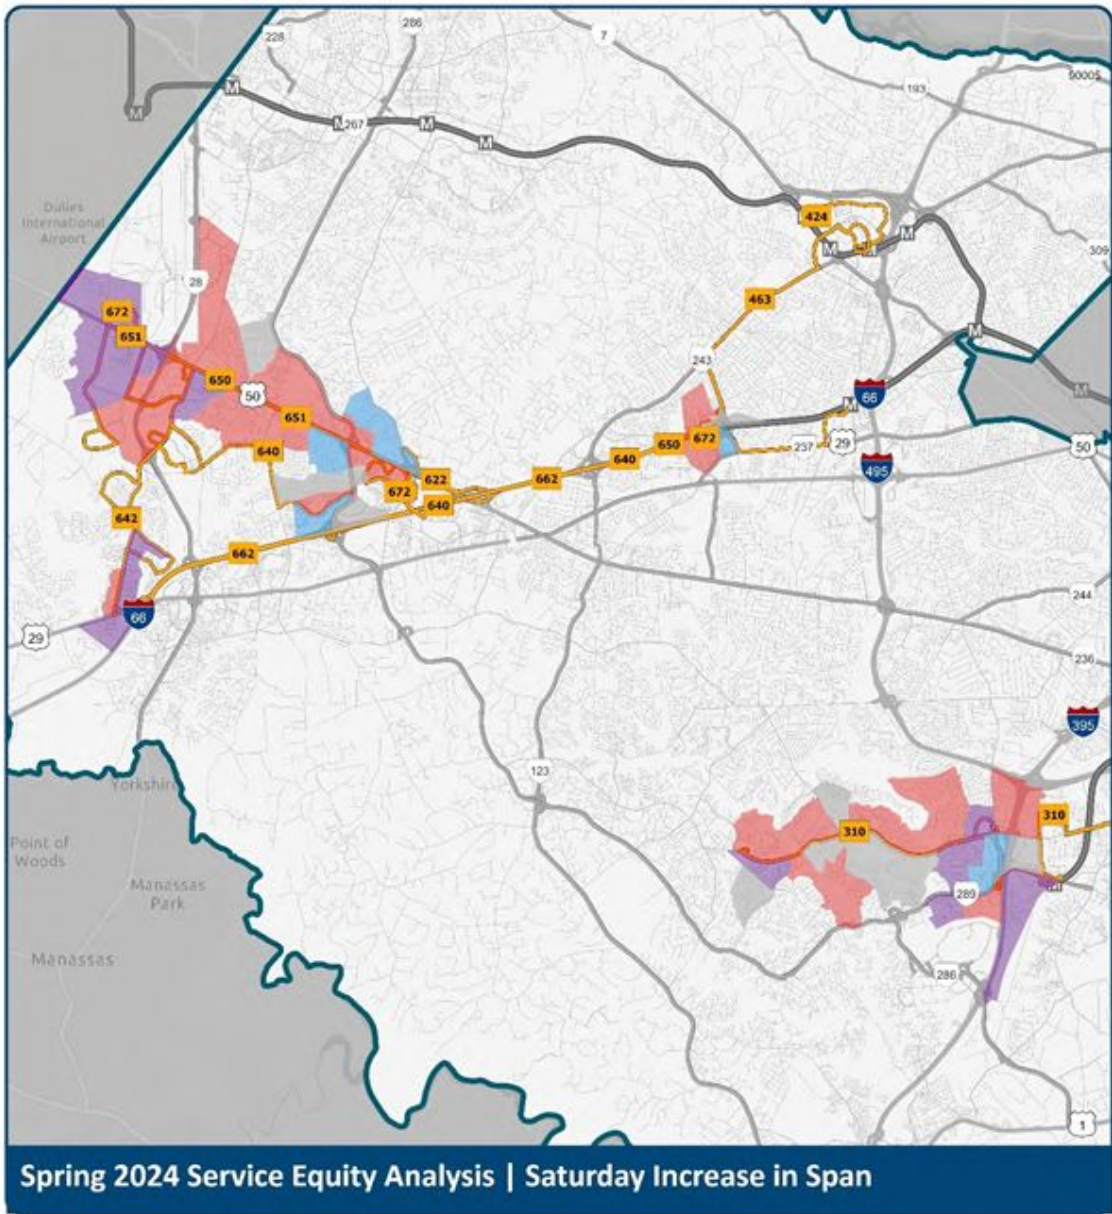 286
228
7
90005
193
M
M
M
267
M
M
Dulles
International
Airport
424
M
M
M
309
28
463
672
651
M
243
650
50
66
M
M
651
672
650
640
237
29
50
640
662
495
622
672
640
642
662
66
244
29
236
395
123
Yorkshire
310
310
Point of
Woods
Manassas
Park
289
M
Manassas
286
1
Spring 2024 Service Equity Analysis | Saturday Increase in Span